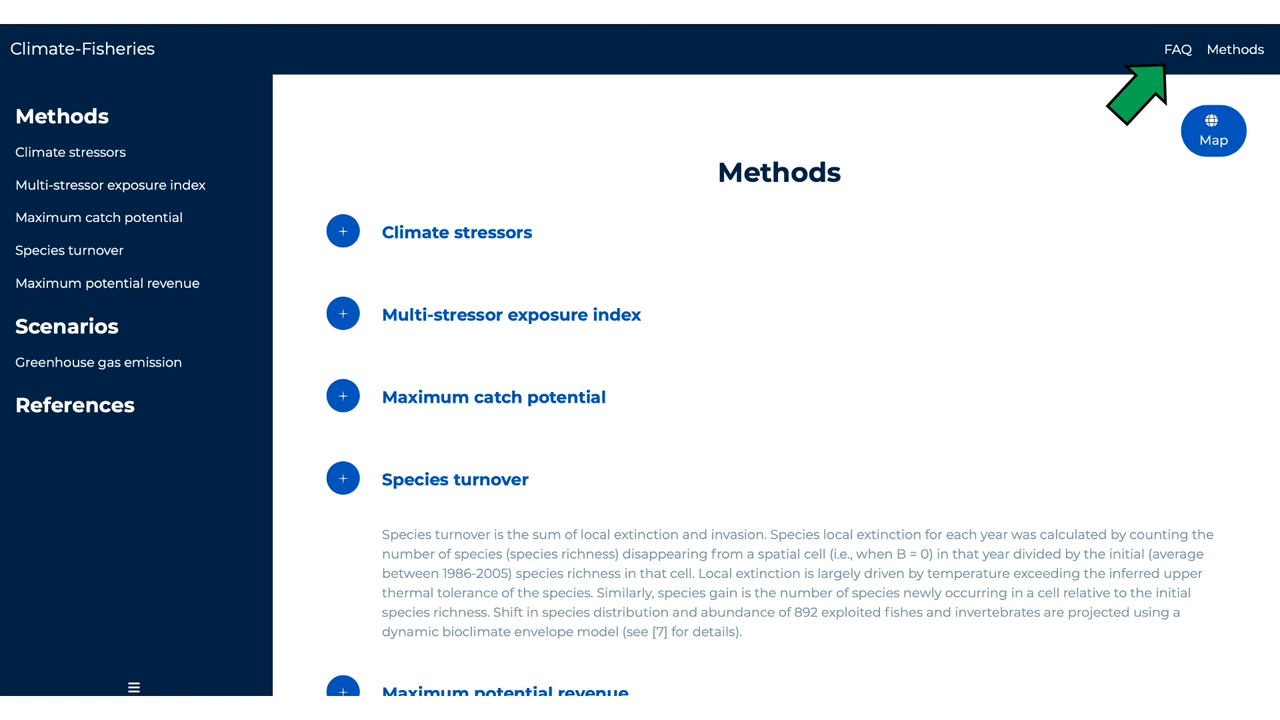 Climate-Fisheries
FAQ
Methods
Methods
Climate stressors
Multi-stressor exposure index
Maximum catch potential
Species turnover
Maximum potential revenue
Scenarios
Greenhouse gas emission
References
Map
Methods
+ Climate stressors
+ Multi-stressor exposure index
+ Maximum catch potential
+ Species turnover
Species turnover is the sum of local extinction and invasion. Species local extinction for each year was calculated by counting the
number of species (species richness) disappearing from a spatial cell (i.e., when B = 0) in that year divided by the initial (average
between 1986-2005) species richness in that cell. Local extinction is largely driven by temperature exceeding the inferred upper
thermal tolerance of the species. Similarly, species gain is the number of species newly occurring in a cell relative to the initial
species richness. Shift in species distribution and abundance of 892 exploited fishes and invertebrates are projected using a
dynamic bioclimate envelope model (see [7] for details).
+ Maximum potential revenue